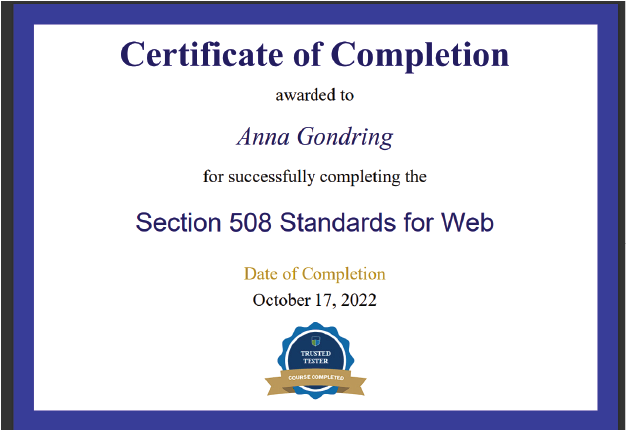 Certificate of Completion
awarded to
Anna Gondring
for successfully completing the
Section 508 Standards for Web
Date of Completion
October 17, 2022
TRUSTED
TESTER
COURSE COMPLETED